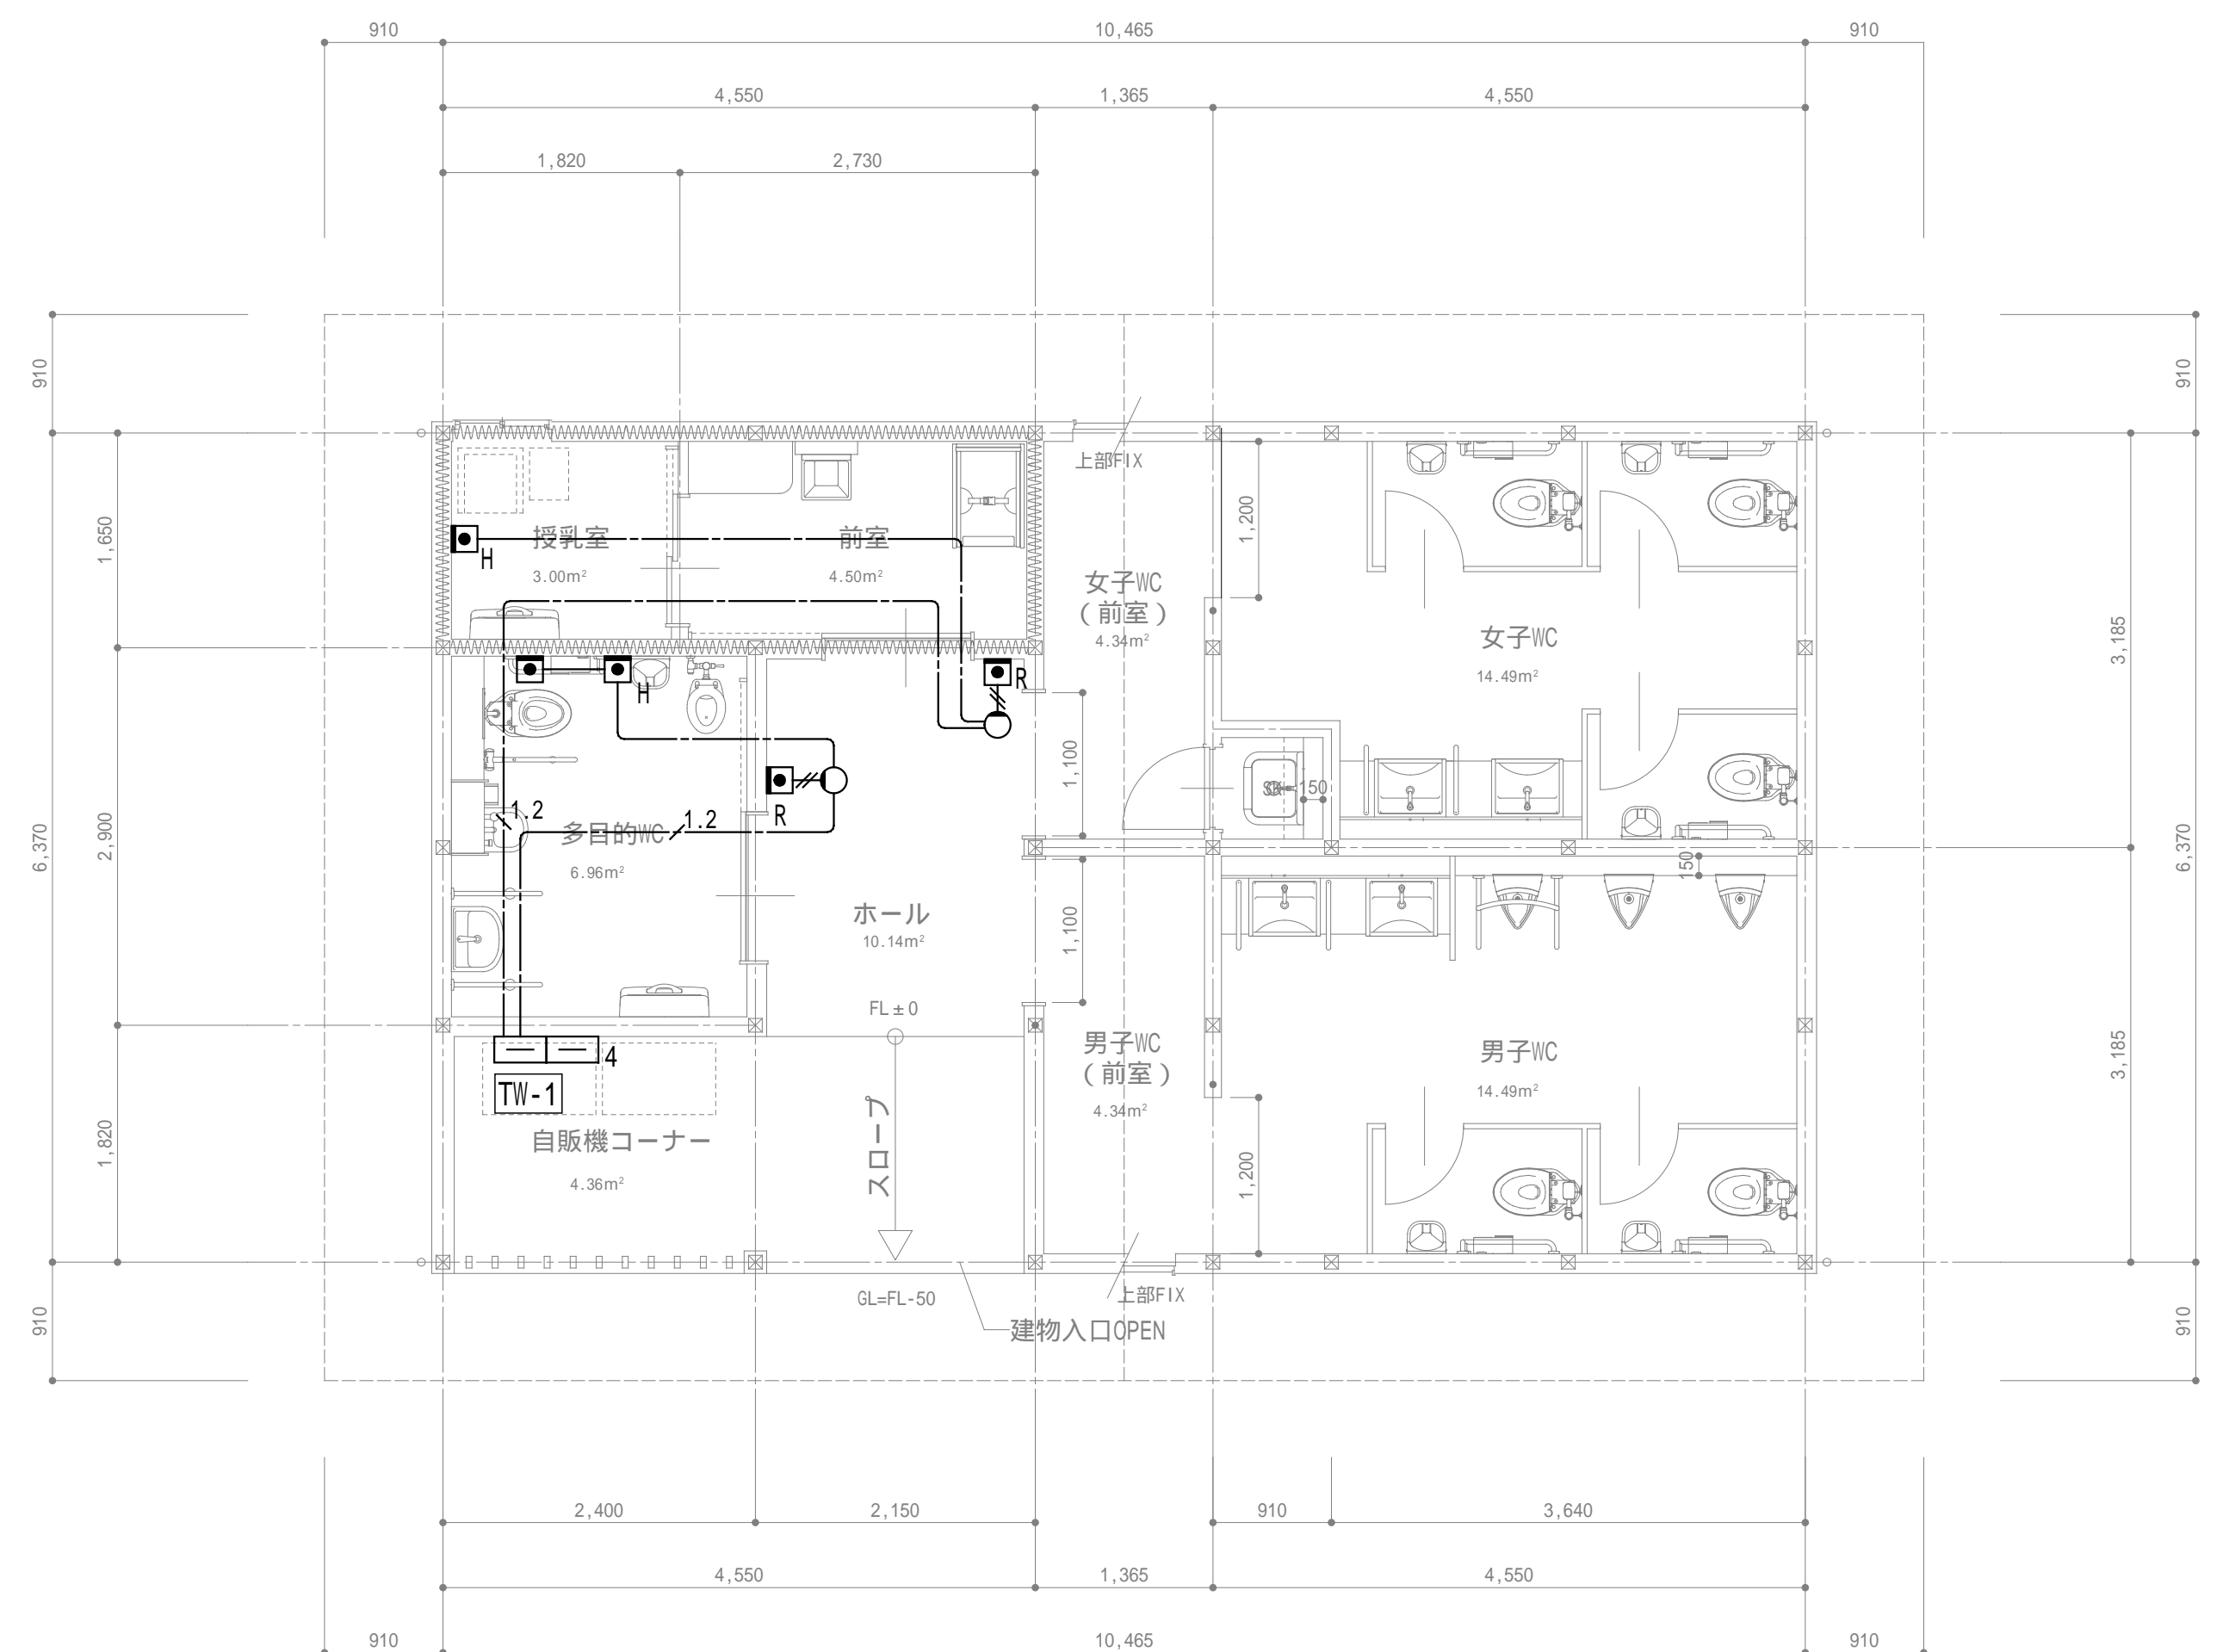 910
10,465
910
4,550
1,365
4,550
1,820
2,730
910
910
上部FIX
1,200
1,650
授乳室
3.00m²
H
前室
4.50m²
女子WC
(前室)
4.34m²
女子WC
14.49m²
3,185
H
R
1,100
R
150
1.2
1.2
多目的WC
6.96m²
6,370
2,900
6,370
150
ホール
10.14m²
1,100
FL±0
4
TW-1
男子WC
(前室)
4.34m²
男子WC
14.49m²
3,185
スロープ
自販機コーナー
4.36m²
1,820
1,200
GL=FL-50
上部FIX
建物入口OPEN
910
910
2,400
2,150
910
3,640
4,550
1,365
4,550
910
10,465
910